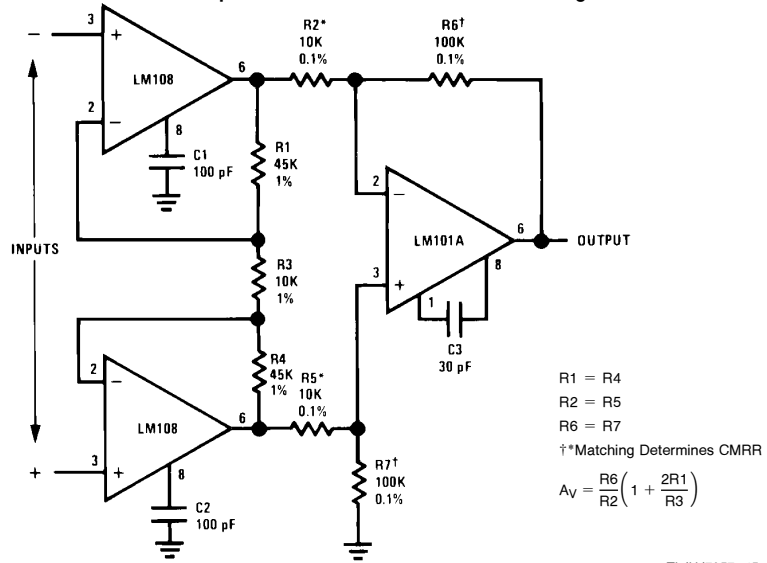 R2*
10K
0.1%
R6†
100K
0.1%
−
3
+
LM108
6
2
−
8
C1
100 pF
R1
45K
1%
2
−
LM101A
6
OUTPUT
3
+
1
8
C3
30 pF
INPUTS
R3
10K
1%
R4
45K
1%
2
−
LM108
6
R5*
10K
0.1%
+
3
+
8
C2
100 pF
R7†
100K
0.1%
R1 = R4
R2 = R5
R6 = R7
†*Matching Determines CMRR
AV = R6/R2 (1 + 2R1/R3)